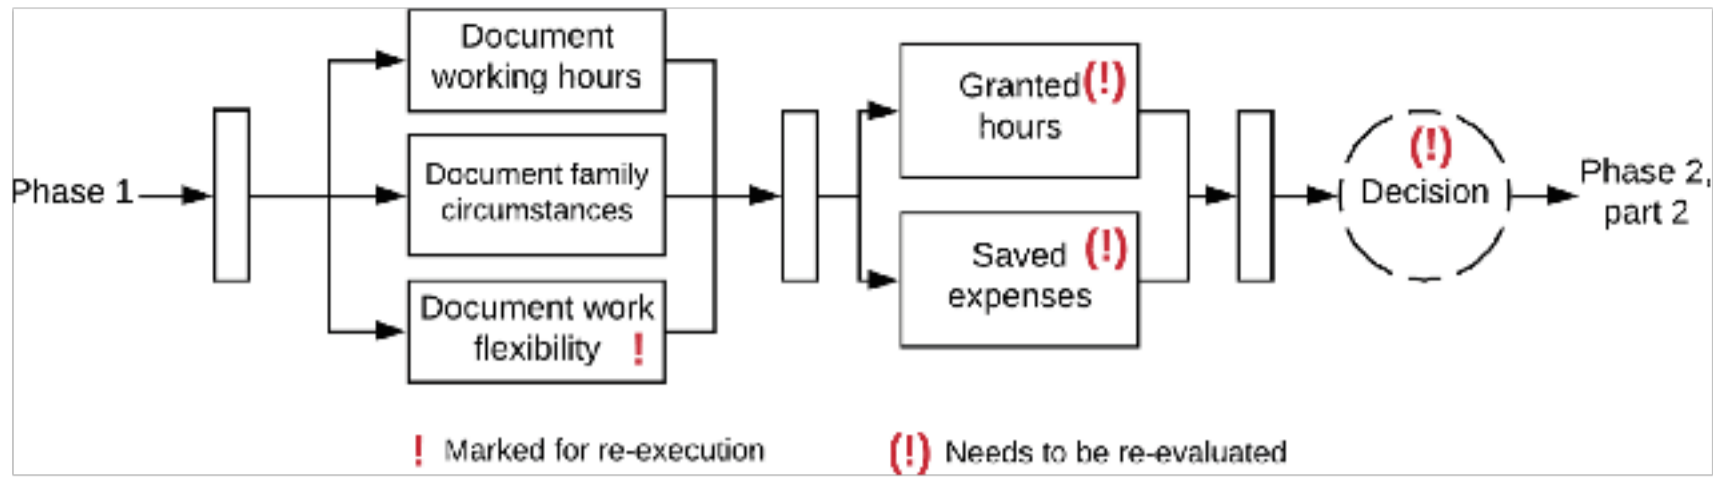 Phase 1
Document
working hours
Document family
circumstances
Document work
flexibility !
Granted (!)
hours
Saved (!)
expenses
(!)
Decision
Phase 2,
part 2
! Marked for re-execution
(!) Needs to be re-evaluated